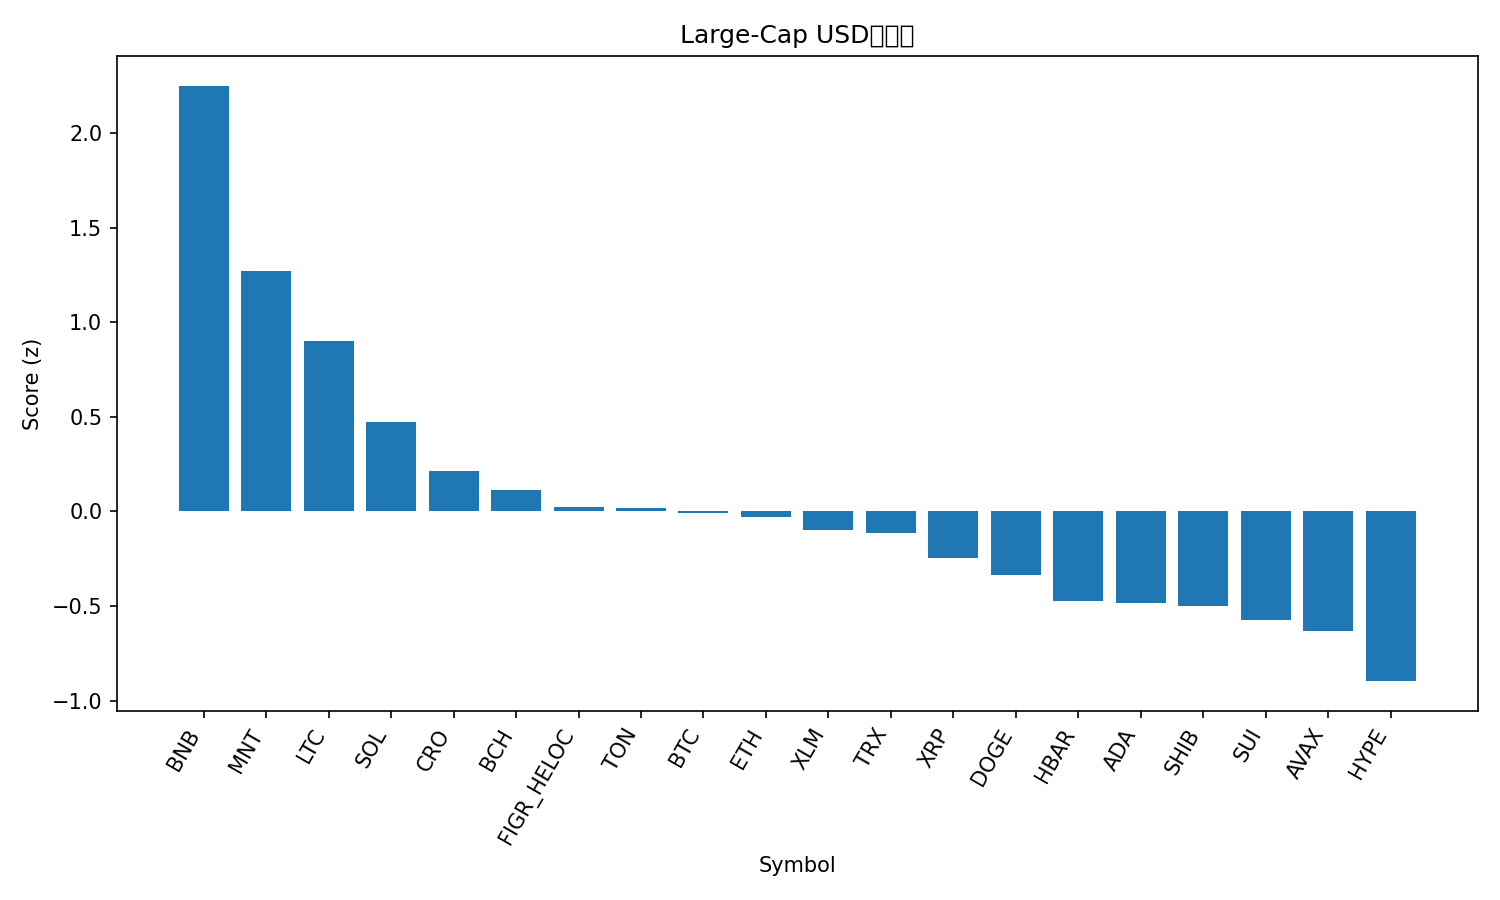 Large-Cap USD
2.0
1.5
1.0
0.5
0.0
−0.5
−1.0
Score (z)
BNB
MNT
LTC
SOL
CRO
BCH
FIGR_HELOC
TON
BTC
ETH
XLM
TRX
XRP
DOGE
HBAR
ADA
SHIB
SUI
AVAX
HYPE
Symbol